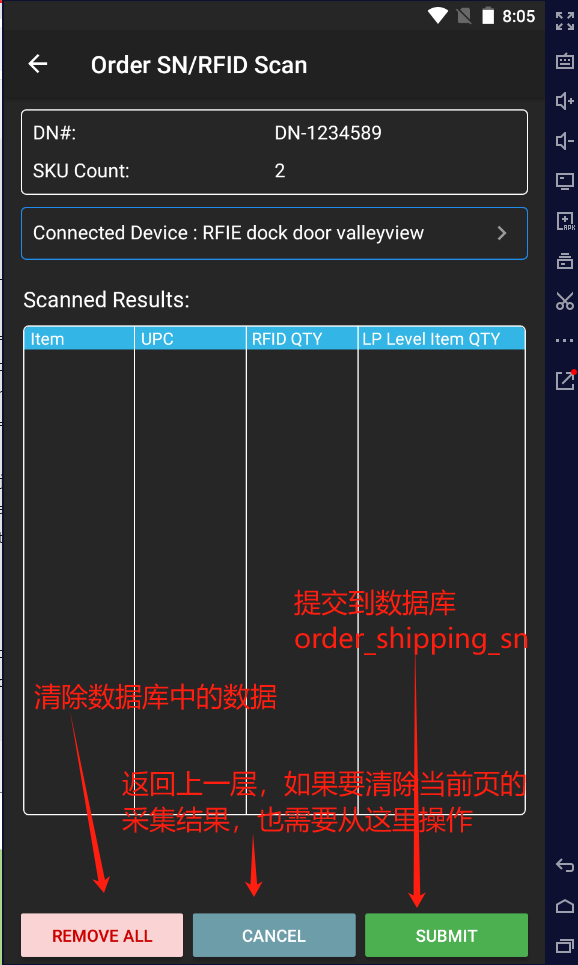 8:05
Order SN/RFID Scan
DN#: DN-1234589
SKU Count: 2
Connected Device : RFIE dock door valleyview
Scanned Results:
Item UPC RFID QTY LP Level Item QTY
提交到数据库
order_shipping_sn
清除数据库中的数据
返回上一层，如果要清除当前页的
采集结果，也需要从这里操作
REMOVE ALL CANCEL SUBMIT
APK